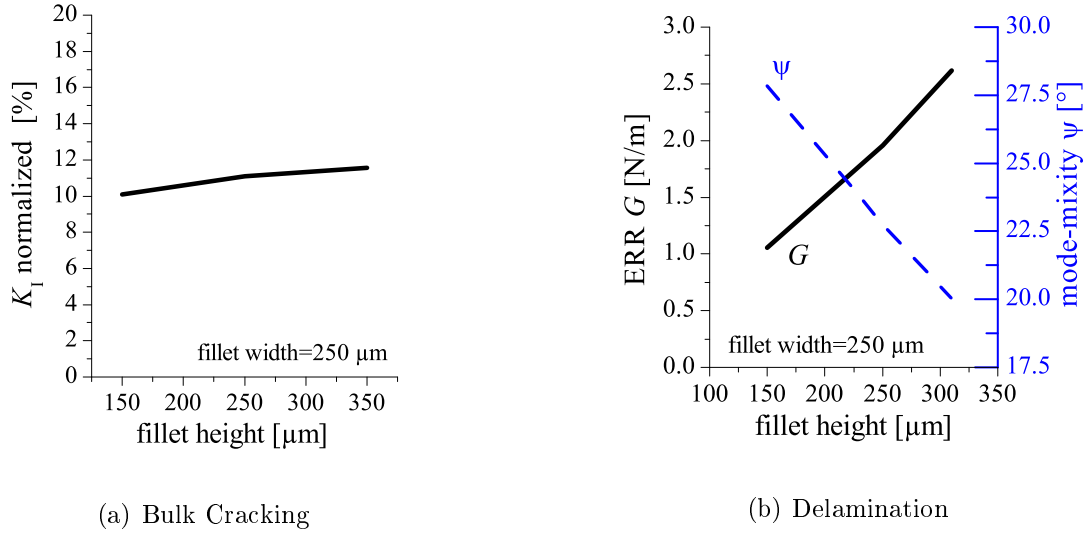 20
18
16
14
12
10
8
6
4
2
0
K_I normalized [%]
fillet width=250 µm
150 200 250 300 350
fillet height [µm]
(a) Bulk Cracking
3.0
2.5
2.0
1.5
1.0
0.5
0.0
ERR G [N/m]
ψ
G
fillet width=250 µm
30.0
27.5
25.0
22.5
20.0
17.5
mode-mixity ψ [°]
100 150 200 250 300 350
fillet height [µm]
(b) Delamination